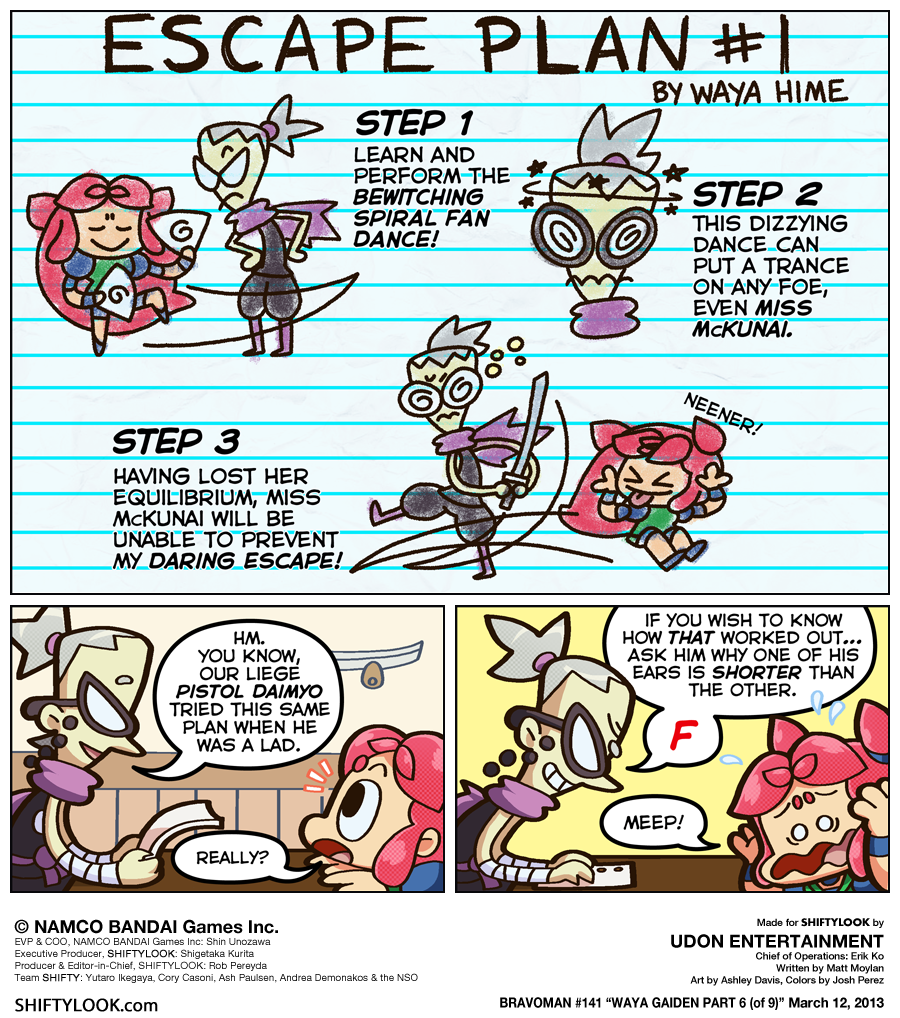 ESCAPE PLAN #1
BY WAYA HIME
STEP 1
LEARN AND
PERFORM THE
BEWITCHING
SPIRAL FAN
DANCE!
STEP 2
THIS DIZZYING
DANCE CAN
PUT A TRANCE
ON ANY FOE,
EVEN MISS
McKUNAI.
STEP 3
HAVING LOST HER
EQUILIBRIUM, MISS
McKUNAI WILL BE
UNABLE TO PREVENT
MY DARING ESCAPE!
NEENER!
HM.
YOU KNOW,
OUR LIEGE
PISTOL DAIMYO
TRIED THIS SAME
PLAN WHEN HE
WAS A LAD.
REALLY?
IF YOU WISH TO KNOW
HOW THAT WORKED OUT...
ASK HIM WHY ONE OF HIS
EARS IS SHORTER THAN
THE OTHER.
F
MEEP!
© NAMCO BANDAI Games Inc.
EVP & COO, NAMCO BANDAI Games Inc: Shin Unozawa
Executive Producer, SHIFTYLOOK: Shigetaka Kurita
Producer & Editor-in-Chief, SHIFTYLOOK: Rob Pereyda
Team SHIFTY: Yutaro Ikegaya, Cory Casoni, Ash Paulsen, Andrea Demonakos & the NSO
SHIFTYLOOK.com
Made for SHIFTYLOOK by
UDON ENTERTAINMENT
Chief of Operations: Erik Ko
Written by Matt Moylan
Art by Ashley Davis, Colors by Josh Perez
BRAVOMAN #141 “WAYA GAIDEN PART 6 (of 9)” March 12, 2013